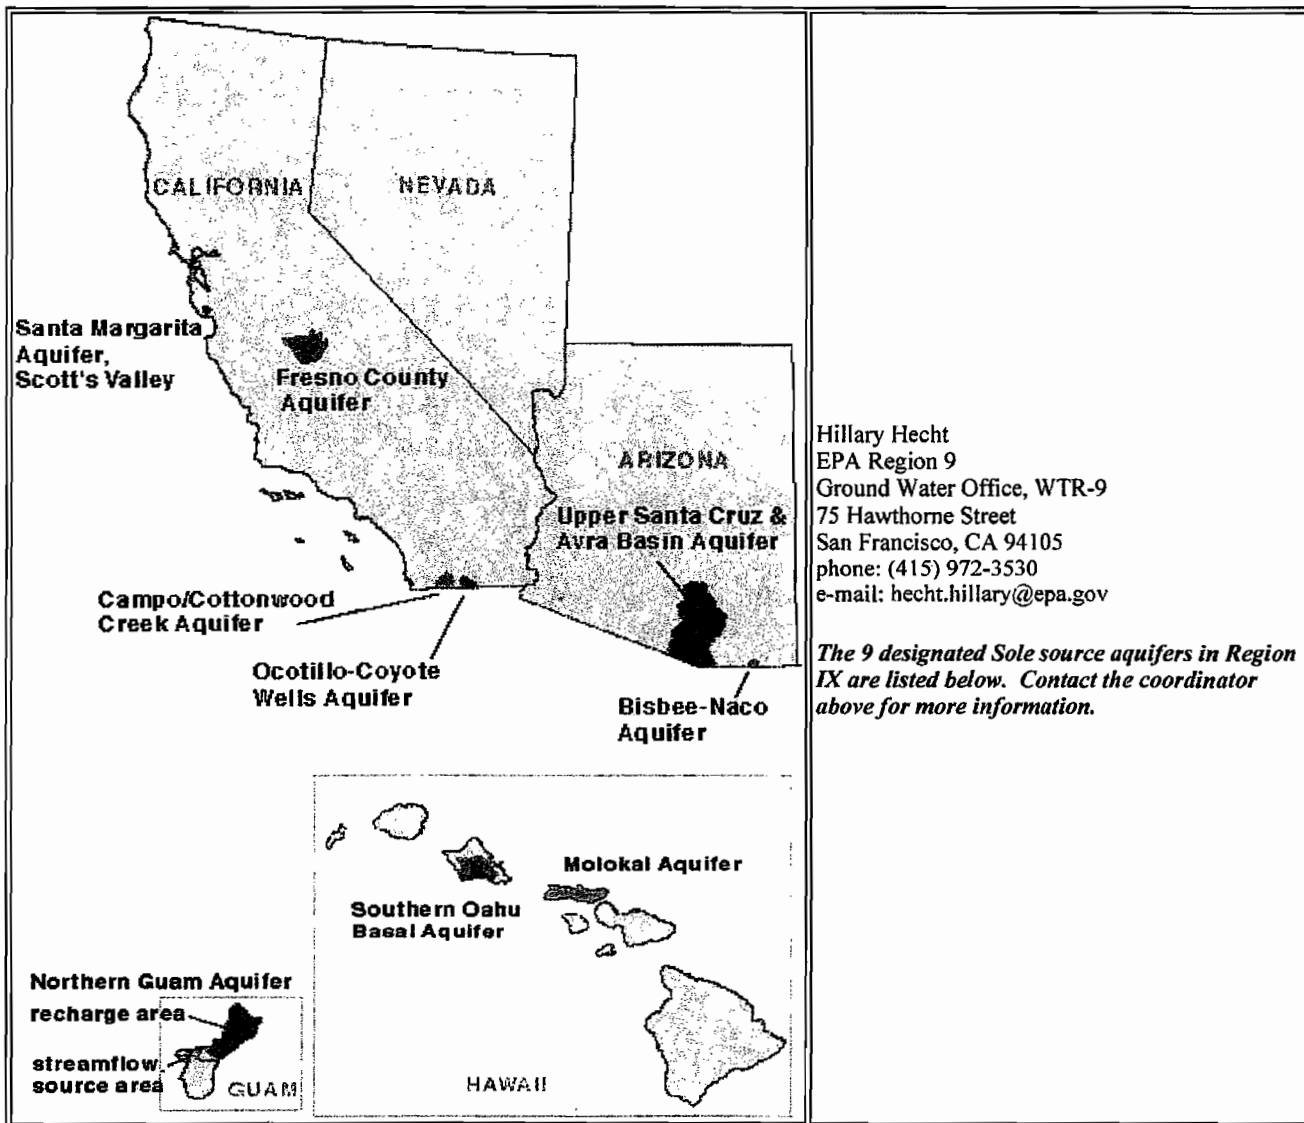 CALIFORNIA
NEVADA
Santa Margarita
Aquifer,
Scott's Valley
Fresno County
Aquifer
ARIZONA
Upper Santa Cruz &
Avra Basin Aquifer
Campo/Cottonwood
Creek Aquifer
Ocotillo-Coyote
Wells Aquifer
Bisbee-Naco
Aquifer
Molokal Aquifer
Southern Oahu
Basal Aquifer
Northern Guam Aquifer
recharge area
streamflow
source area
GUAM
HAWAII
Hillary Hecht
EPA Region 9
Ground Water Office, WTR-9
75 Hawthorne Street
San Francisco, CA 94105
phone: (415) 972-3530
e-mail: hecht.hillary@epa.gov
The 9 designated Sole source aquifers in Region
IX are listed below. Contact the coordinator
above for more information.